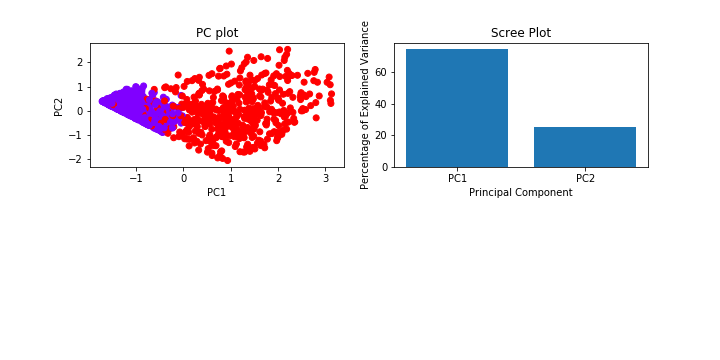 PC plot
PC2
2
1
0
−1
−2
−1
0
1
2
3
PC1
Scree Plot
Percentage of Explained Variance
60
40
20
0
PC1
PC2
Principal Component